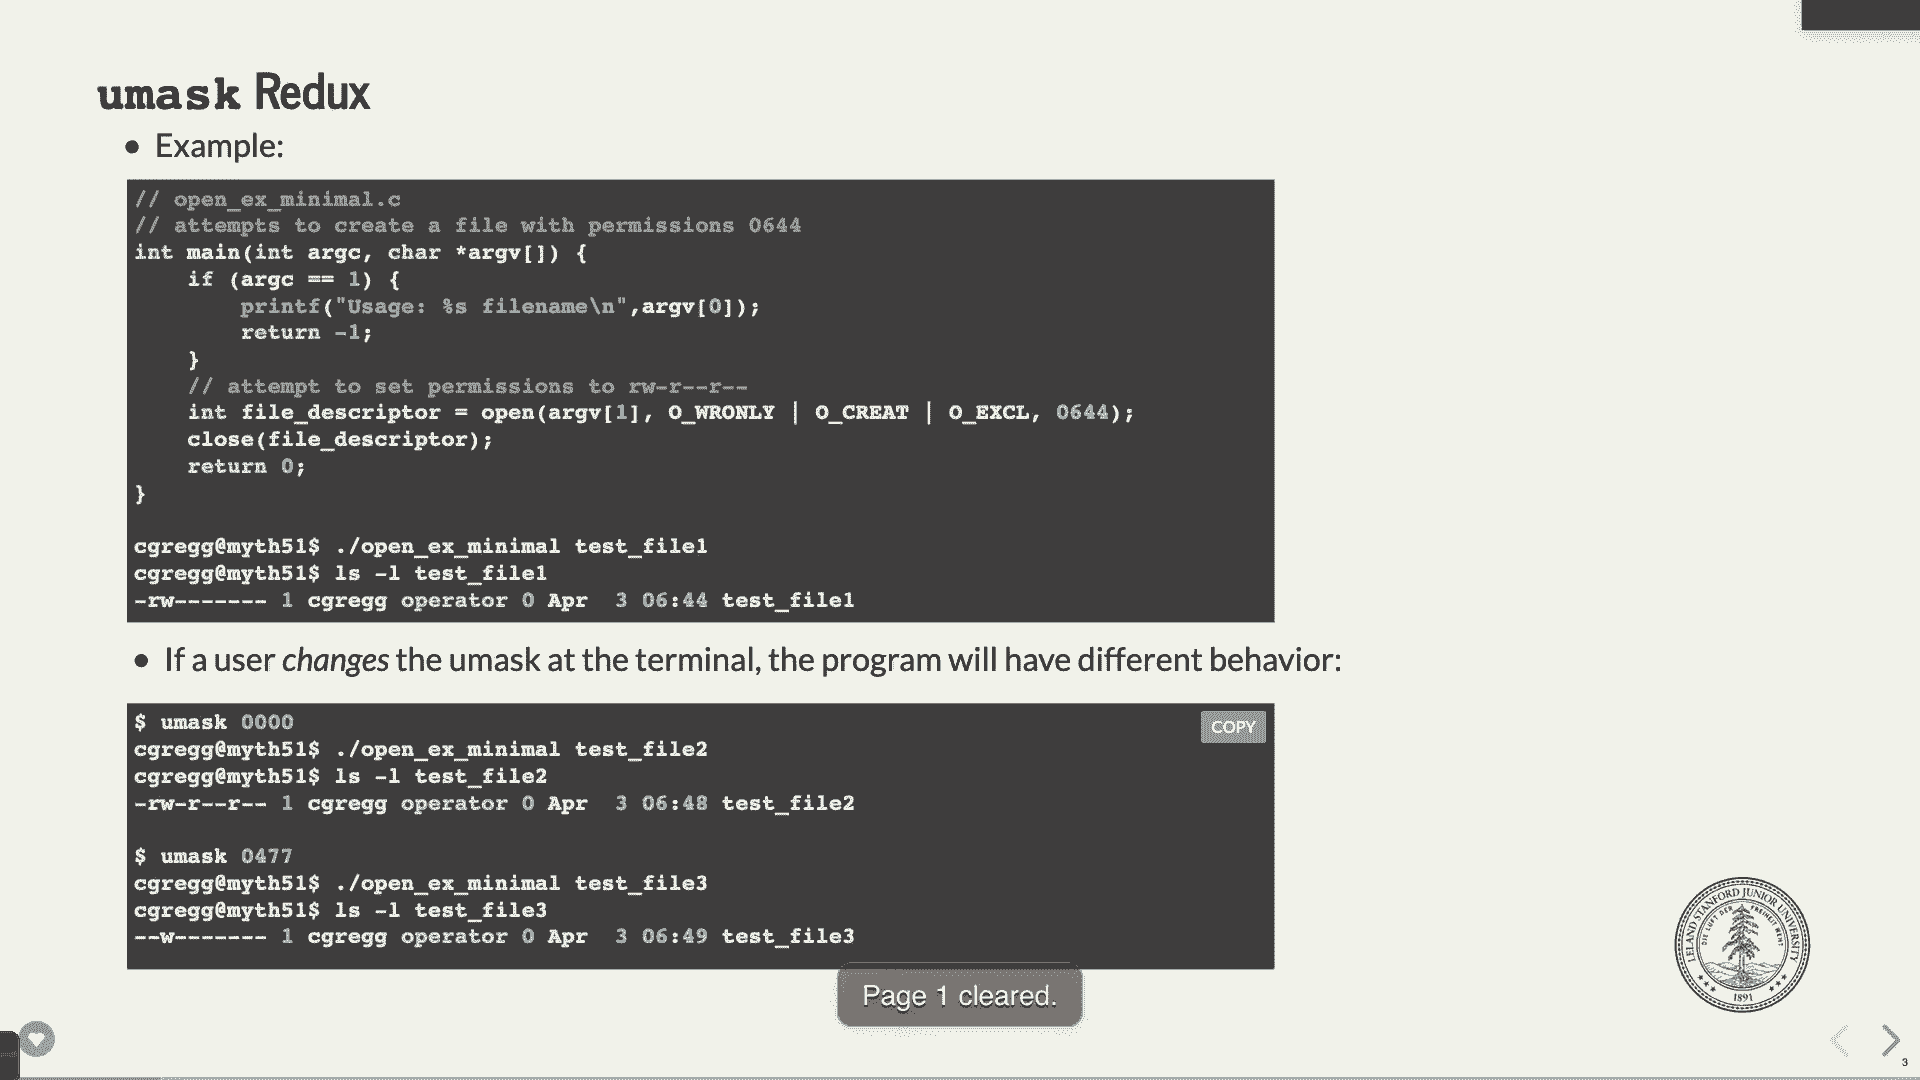 umask Redux
• Example:
// open_ex_minimal.c
// attempts to create a file with permissions 0644
int main(int argc, char *argv[]) {
    if (argc == 1) {
        printf("Usage: %s filename\n",argv[0]);
        return -1;
    }
    // attempt to set permissions to rw-r--r--
    int file_descriptor = open(argv[1], O_WRONLY | O_CREAT | O_EXCL, 0644);
    close(file_descriptor);
    return 0;
}
cgregg@myth51$ ./open_ex_minimal test_file1
cgregg@myth51$ ls -l test_file1
-rw------- 1 cgregg operator 0 Apr  3 06:44 test_file1
• If a user changes the umask at the terminal, the program will have different behavior:
COPY
$ umask 0000
cgregg@myth51$ ./open_ex_minimal test_file2
cgregg@myth51$ ls -l test_file2
-rw-r--r-- 1 cgregg operator 0 Apr  3 06:48 test_file2
$ umask 0477
cgregg@myth51$ ./open_ex_minimal test_file3
cgregg@myth51$ ls -l test_file3
--w------- 1 cgregg operator 0 Apr  3 06:49 test_file3
Page 1 cleared.
LELAND STANFORD JUNIOR UNIVERSITY
DIE LUFT DER FREIHEIT WEHT
1891
3